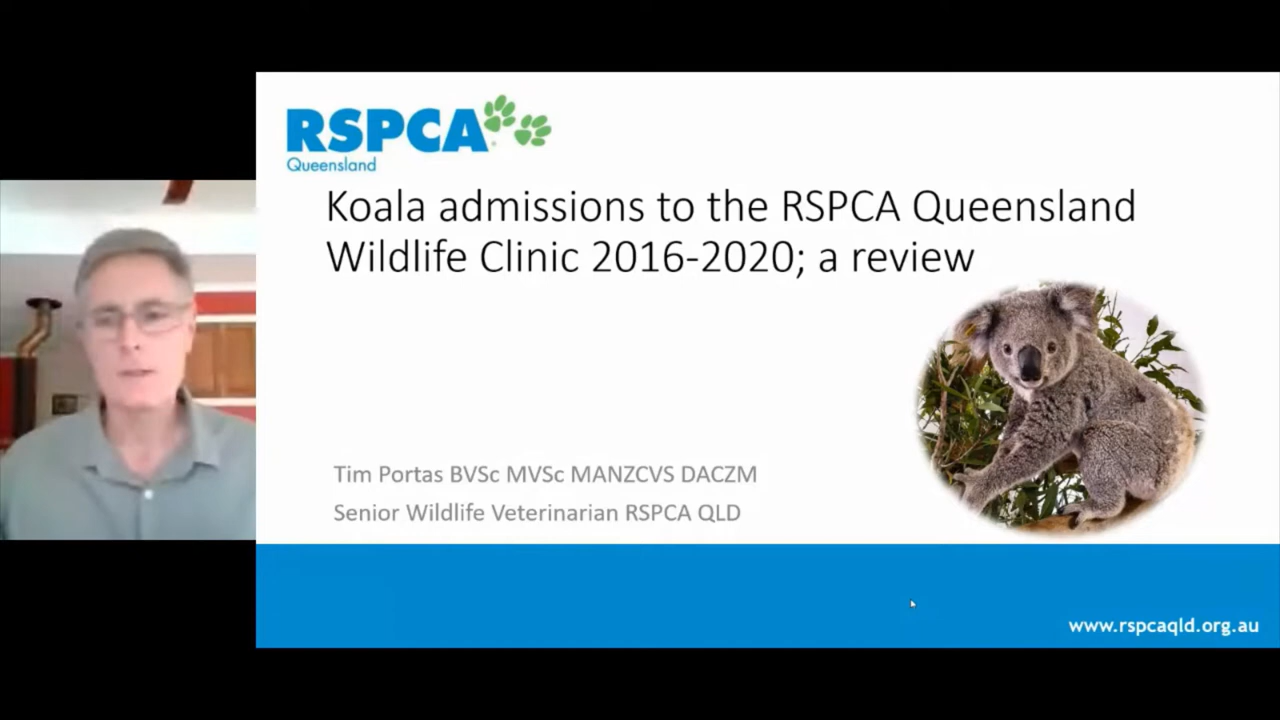 RSPCA
Queensland
Koala admissions to the RSPCA Queensland
Wildlife Clinic 2016-2020; a review
Tim Portas BVSc MVSc MANZCVS DACZM
Senior Wildlife Veterinarian RSPCA QLD
www.rspcaqld.org.au